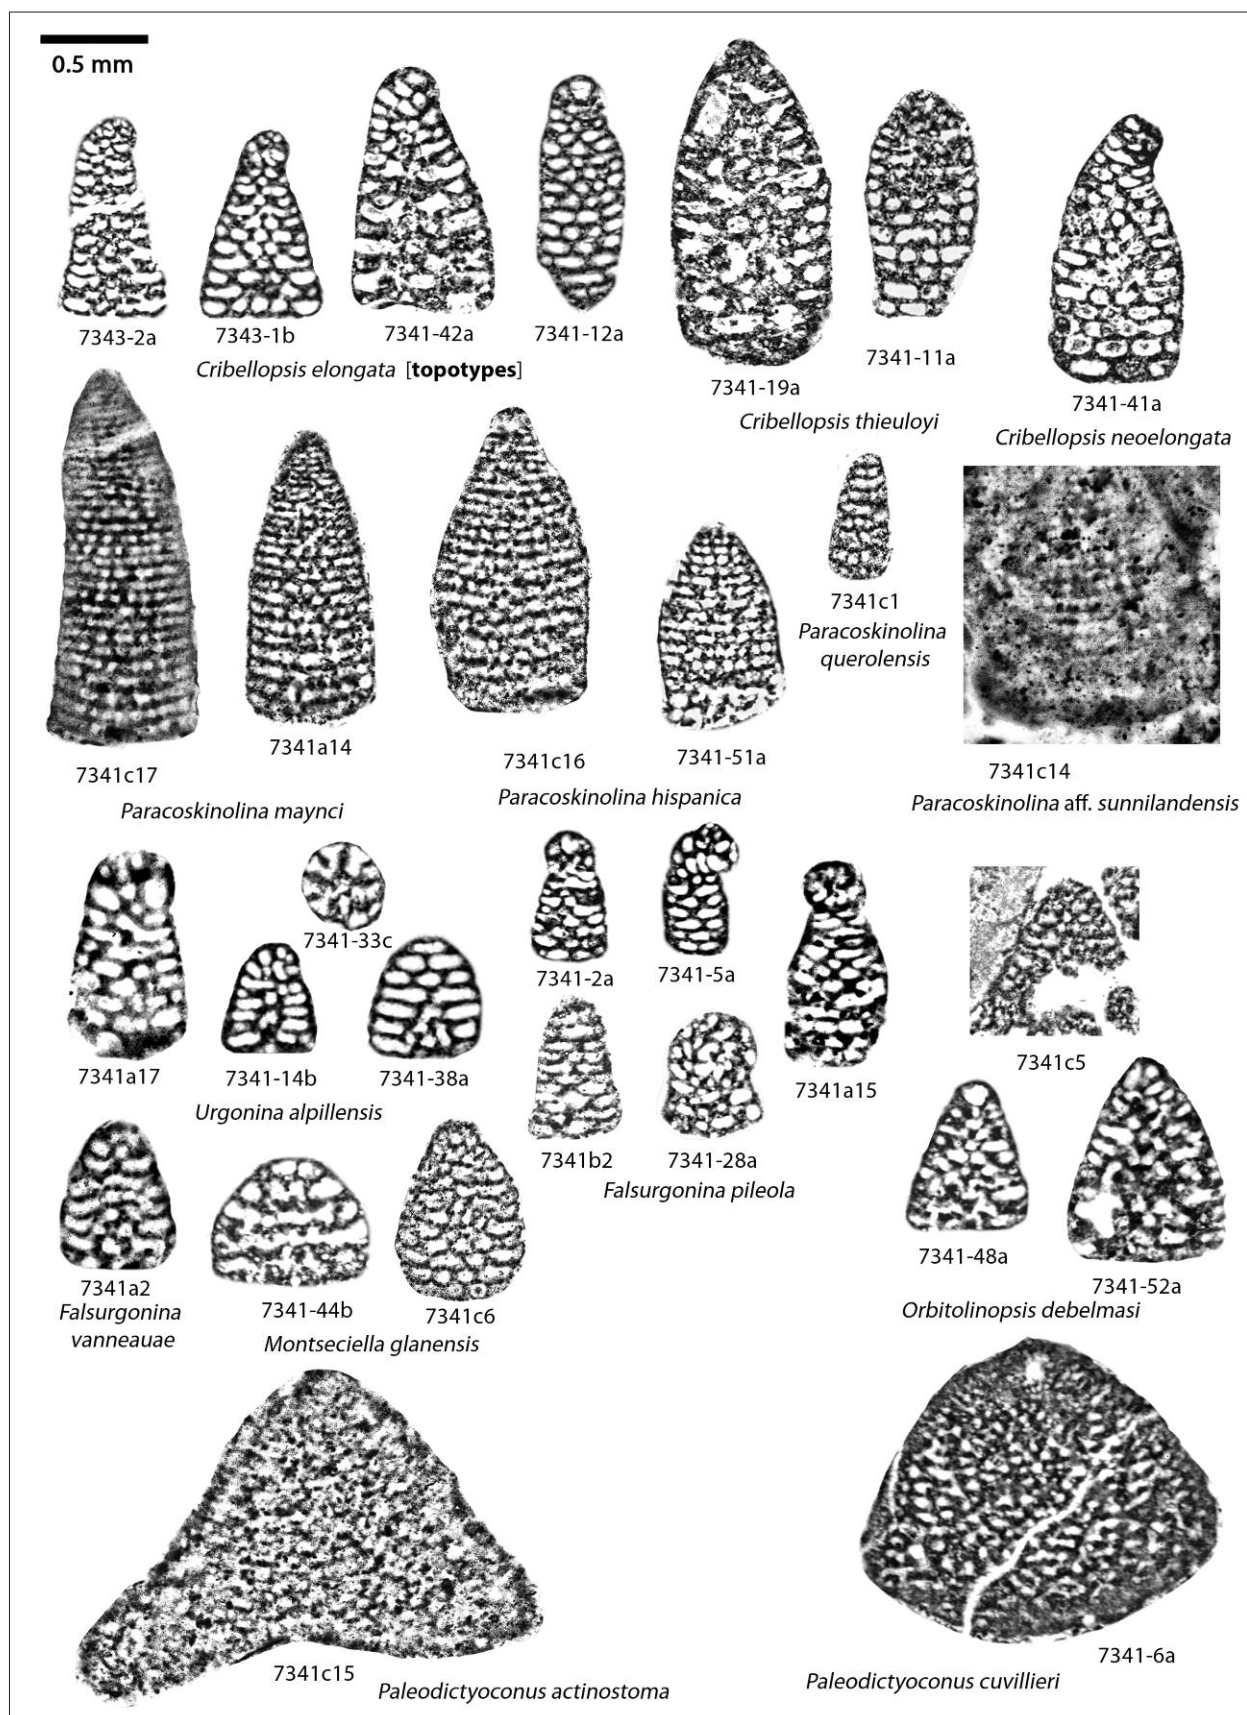 0.5 mm
7343-2a
7343-1b
7341-42a
7341-12a
Cribellopsis elongata [topotypes]
7341-19a
7341-11a
Cribellopsis thieuloyi
7341-41a
Cribellopsis neoelongata
7341c17
7341a14
Paracoskinolina maynci
7341c16
7341-51a
Paracoskinolina hispanica
7341c1
Paracoskinolina
querolensis
7341c14
Paracoskinolina aff. sunnilandensis
7341a17
7341-33c
7341-14b
7341-38a
Urgonina alpillensis
7341-2a
7341-5a
7341a15
7341b2
7341-28a
Falsurgonina pileola
7341c5
7341-48a
7341-52a
Orbitolinopsis debelmasi
7341a2
Falsurgonina
vanneauae
7341-44b
7341c6
Montseciella glanensis
7341c15
Paleodictyoconus actinostoma
7341-6a
Paleodictyoconus cuvillieri